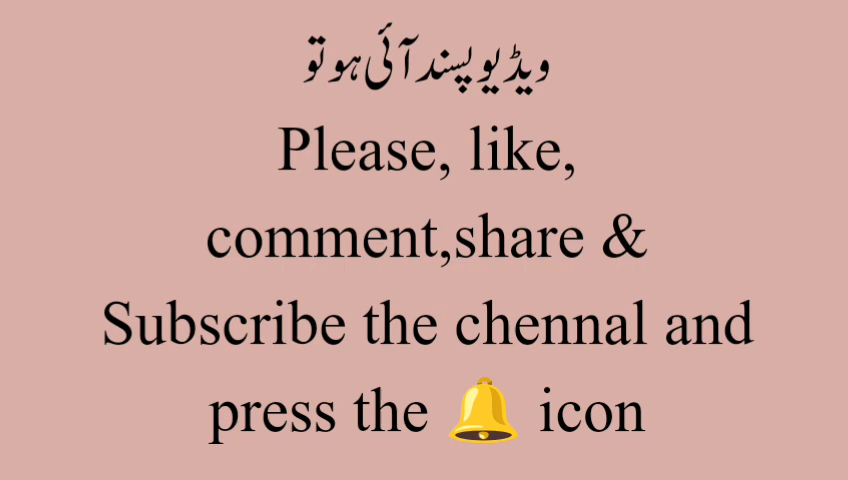 ویڈیو پسند آئی ہو تو
Please, like,
comment,share &
Subscribe the chennal and
press the 🔔 icon